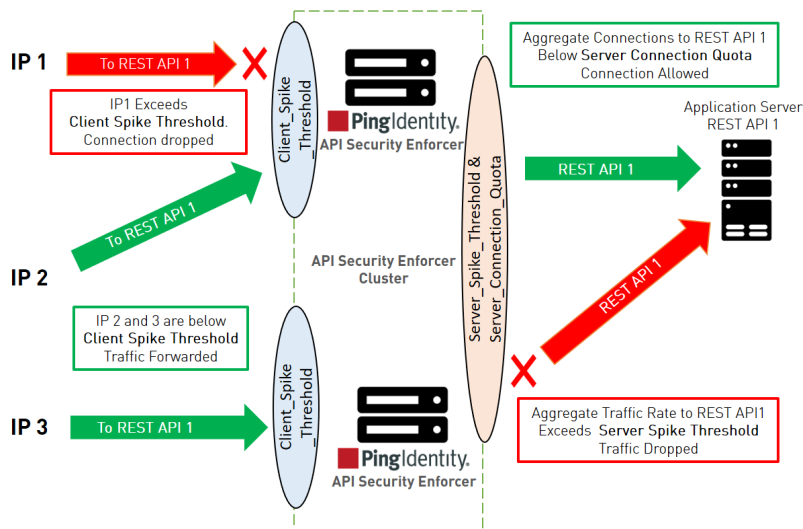 IP 1
To REST API 1
IP1 Exceeds
Client Spike Threshold.
Connection dropped
To REST API 1
IP 2
IP 2 and 3 are below
Client Spike Threshold
Traffic Forwarded
IP 3
To REST API 1
Client_Spike
_Threshold
PingIdentity®
API Security Enforcer
API Security Enforcer
Cluster
Client_Spike
_Threshold
PingIdentity®
API Security Enforcer
Server_Spike_Threshold &
Server_Connection_Quota
Aggregate Connections to REST API 1
Below Server Connection Quota
Connection Allowed
Application Server
REST API 1
REST API 1
REST API 1
Aggregate Traffic Rate to REST API1
Exceeds Server Spike Threshold
Traffic Dropped